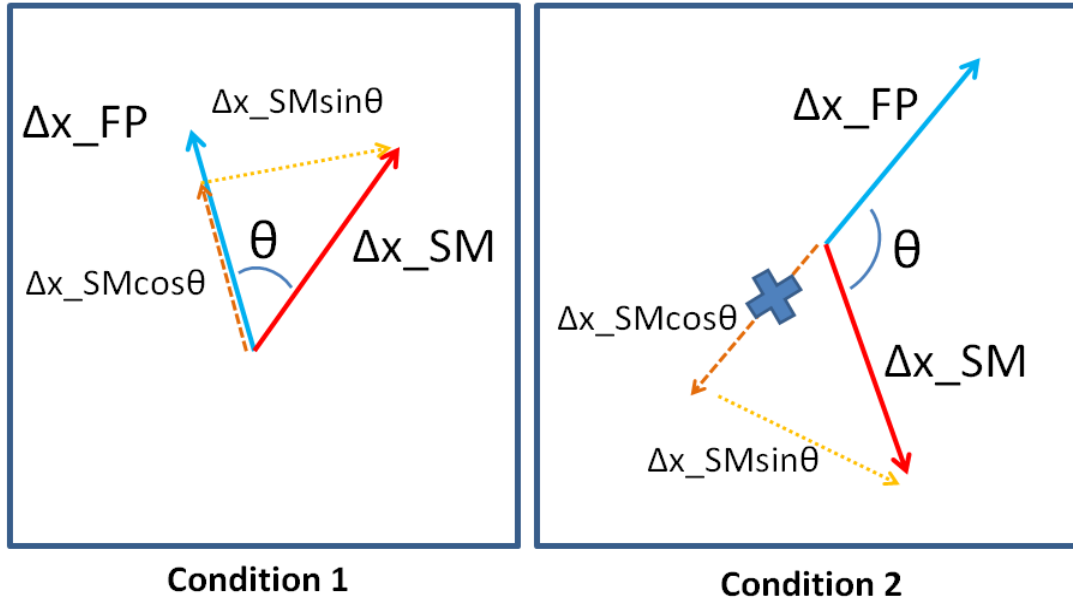 Δx_SMsinθ
Δx_FP
θ
Δx_SM
Δx_SMcosθ
Condition 1
Δx_FP
θ
Δx_SMcosθ
Δx_SM
Δx_SMsinθ
Condition 2